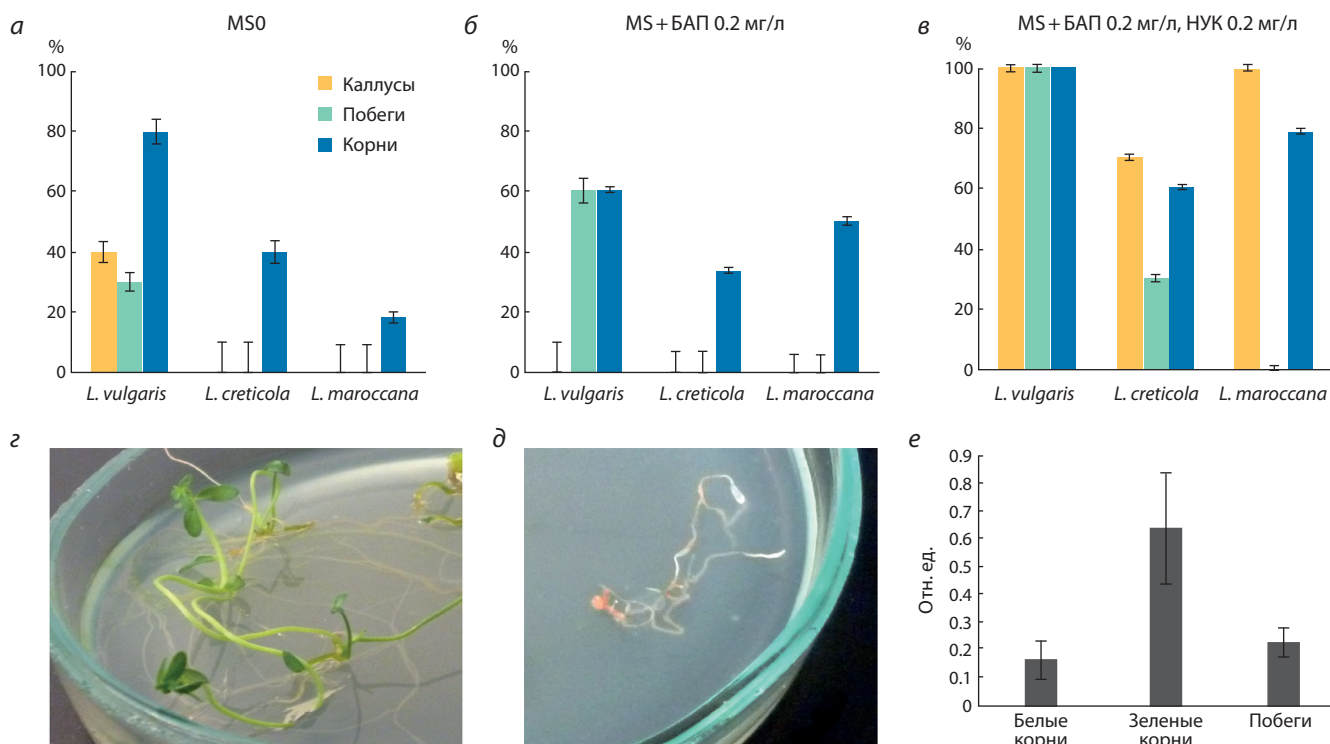 а MS0
%
100
80
60
40
20
0
Каллусы
Побеги
Корни
L. vulgaris L. creticola L. maroccana
б MS + БАП 0.2 мг/л
%
100
80
60
40
20
0
L. vulgaris L. creticola L. maroccana
в MS + БАП 0.2 мг/л, НУК 0.2 мг/л
%
100
80
60
40
20
0
L. vulgaris L. creticola L. maroccana
г
д
е
Отн. ед.
0.9
0.8
0.7
0.6
0.5
0.4
0.3
0.2
0.1
0
Белые
корни
Зеленые
корни
Побеги